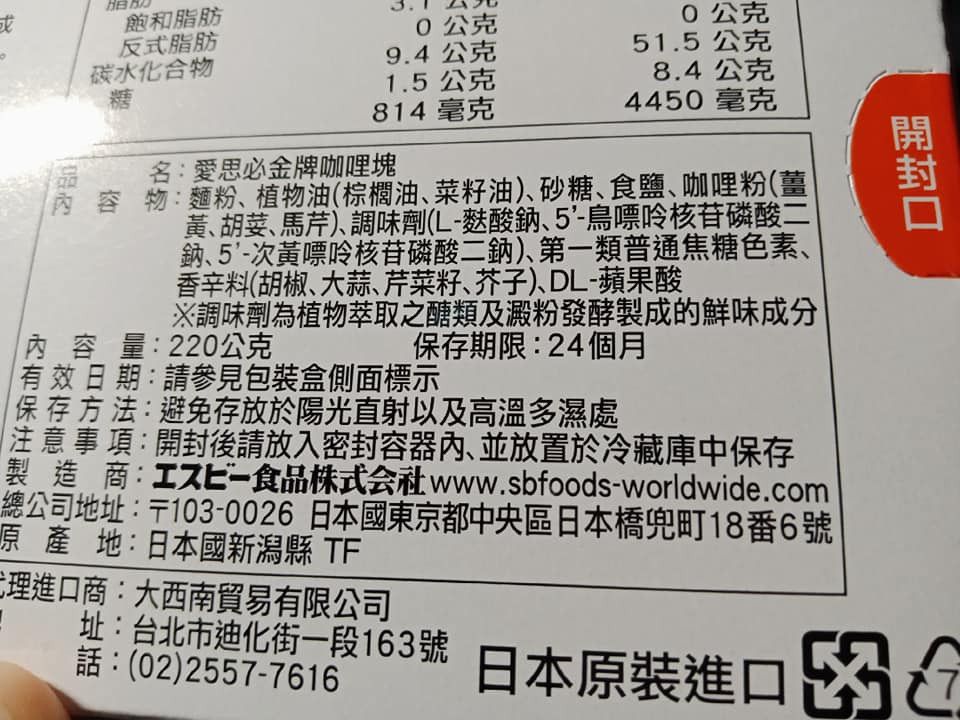 脂肪 3.1 公克
飽和脂肪 0 公克 0 公克
反式脂肪 9.4 公克 51.5 公克
碳水化合物 1.5 公克 8.4 公克
糖 814 毫克 4450 毫克
品名：愛思必金牌咖哩塊
內容物：麵粉、植物油(棕櫚油、菜籽油)、砂糖、食鹽、咖哩粉(薑
黃、胡荽、馬芹)、調味劑(L-麩酸鈉、5’-鳥嘌呤核苷磷酸二
鈉、5’-次黃嘌呤核苷磷酸二鈉)、第一類普通焦糖色素、
香辛料(胡椒、大蒜、芹菜籽、芥子)、DL-蘋果酸
※調味劑為植物萃取之醣類及澱粉發酵製成的鮮味成分
內容量：220公克 保存期限：24個月
有效日期：請參見包裝盒側面標示
保存方法：避免存放於陽光直射以及高溫多濕處
注意事項：開封後請放入密封容器內、並放置於冷藏庫中保存
製造商：エスビー食品株式会社 www.sbfoods-worldwide.com
總公司地址：〒103-0026 日本國東京都中央區日本橋兜町18番6號
原產地：日本國新潟縣 TF
代理進口商：大西南貿易有限公司
址：台北市迪化街一段163號
話：(02)2557-7616
日本原裝進口
開封口
7